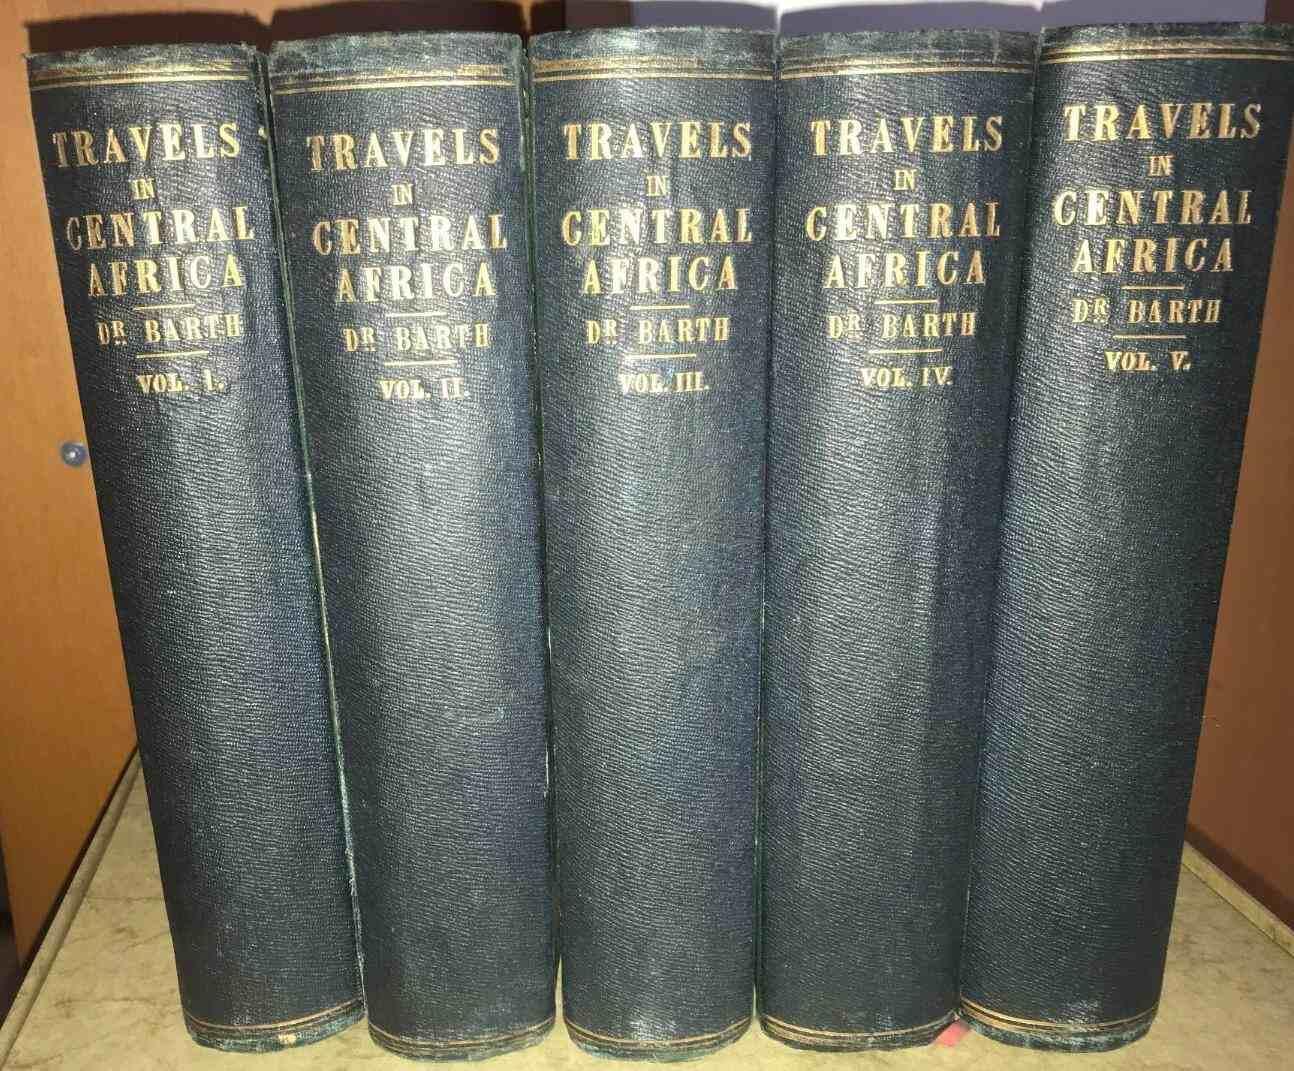 TRAVELS
IN
CENTRAL
AFRICA
DR BARTH
VOL. I.
TRAVELS
IN
CENTRAL
AFRICA
DR BARTH
VOL. II.
TRAVELS
IN
CENTRAL
AFRICA
DR BARTH
VOL. III.
TRAVELS
IN
CENTRAL
AFRICA
DR BARTH
VOL. IV.
TRAVELS
IN
CENTRAL
AFRICA
DR BARTH
VOL. V.